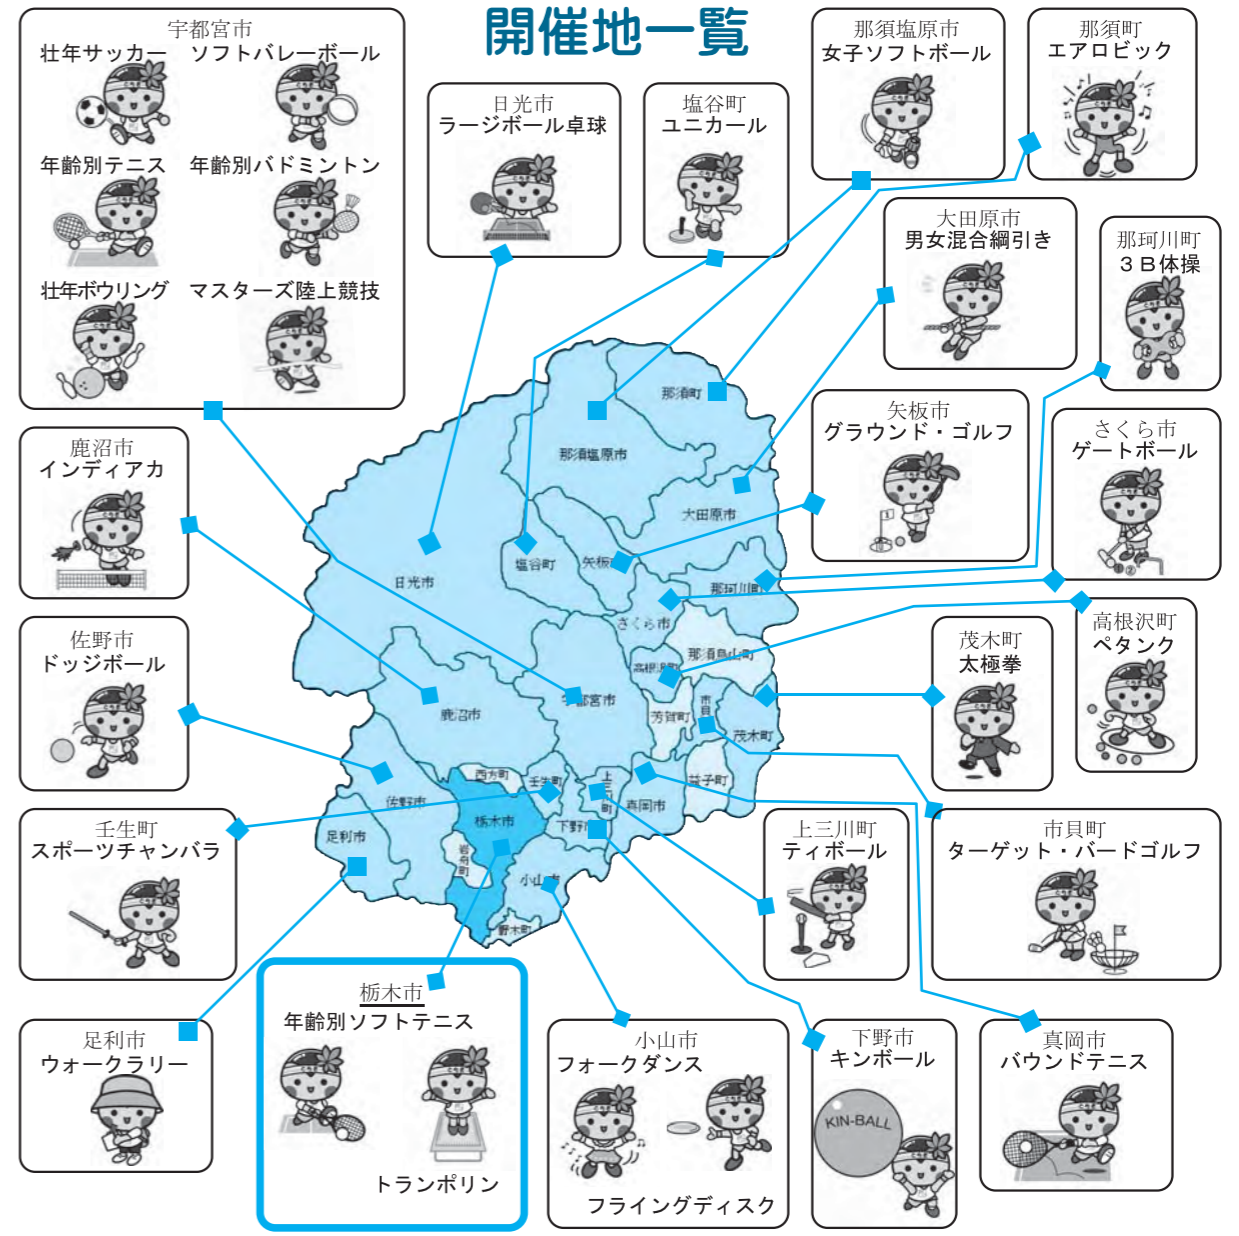 開催地一覧
宇都宮市
壮年サッカー ソフトバレーボール
年齢別テニス 年齢別バドミントン
壮年ボウリング マスターズ陸上競技
日光市
ラージボール卓球
塩谷町
ユニカール
那須塩原市
女子ソフトボール
那須町
エアロビック
大田原市
男女混合綱引き
那珂川町
3B体操
矢板市
グラウンド・ゴルフ
さくら市
ゲートボール
鹿沼市
インディアカ
佐野市
ドッジボール
高根沢町
ペタンク
茂木町
太極拳
壬生町
スポーツチャンバラ
上三川町
ティボール
市貝町
ターゲット・バードゴルフ
足利市
ウォークラリー
栃木市
年齢別ソフトテニス
トランポリン
小山市
フォークダンス
フライングディスク
下野市
キンボール
KIN-BALL
真岡市
バウンドテニス
那須町
那須塩原市
大田原市
日光市
塩谷町
矢板
那珂川町
さくら市
那須烏山町
高根沢町
鹿沼市
宇都宮市
芳賀町
市貝
茂木町
西方町
壬生町
上三川町
真岡市
益子町
佐野市
栃木市
下野市
足利市
岩舟町
小山市
野木町